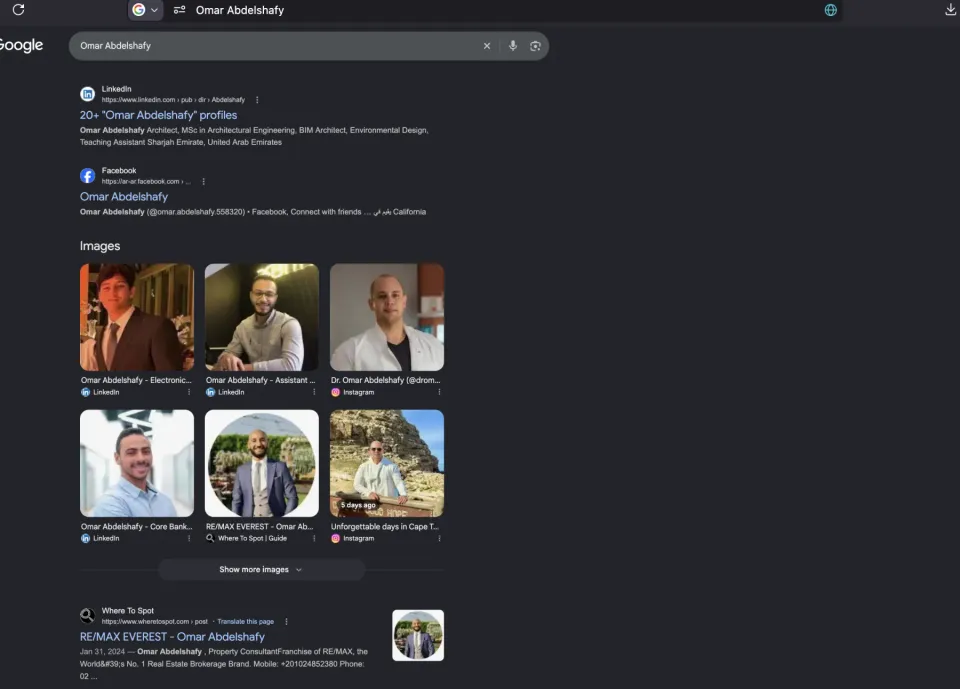 Omar Abdelshafy
Google
Omar Abdelshafy
LinkedIn
https://www.linkedin.com › pub › dir › Abdelshafy
20+ "Omar Abdelshafy" profiles
Omar Abdelshafy Architect, MSc in Architectural Engineering, BIM Architect, Environmental Design,
Teaching Assistant Sharjah Emirate, United Arab Emirates
Facebook
https://ar-ar.facebook.com › ...
Omar Abdelshafy
Omar Abdelshafy (@omar.abdelshafy.558320) • Facebook, Connect with friends ... يقيم في California
Images
Omar Abdelshafy - Electronic...
LinkedIn
Omar Abdelshafy - Assistant ...
LinkedIn
Dr. Omar Abdelshafy (@drom...
Instagram
5 days ago
Omar Abdelshafy - Core Bank...
LinkedIn
RE/MAX EVEREST - Omar Ab...
Where To Spot | Guide
Unforgettable days in Cape T...
Instagram
Show more images
Where To Spot
https://www.wheretospot.com › post · Translate this page
RE/MAX EVEREST - Omar Abdelshafy
Jan 31, 2024 — Omar Abdelshafy , Property ConsultantFranchise of RE/MAX, the
World&#39;s No. 1 Real Estate Brokerage Brand. Mobile: +201024852380 Phone:
02 ...